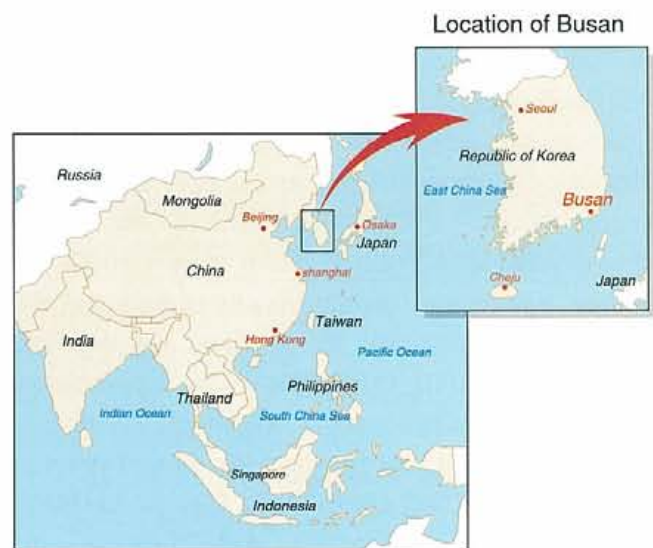 Location of Busan
Seoul
Republic of Korea
East China Sea
Busan
Cheju
Japan
Russia
Mongolia
Beijing
Osaka
Japan
China
shanghai
Taiwan
India
Hong Kung
Pacific Ocean
Philippines
Thailand
Indian Ocean
South China Sea
Singapore
Indonesia